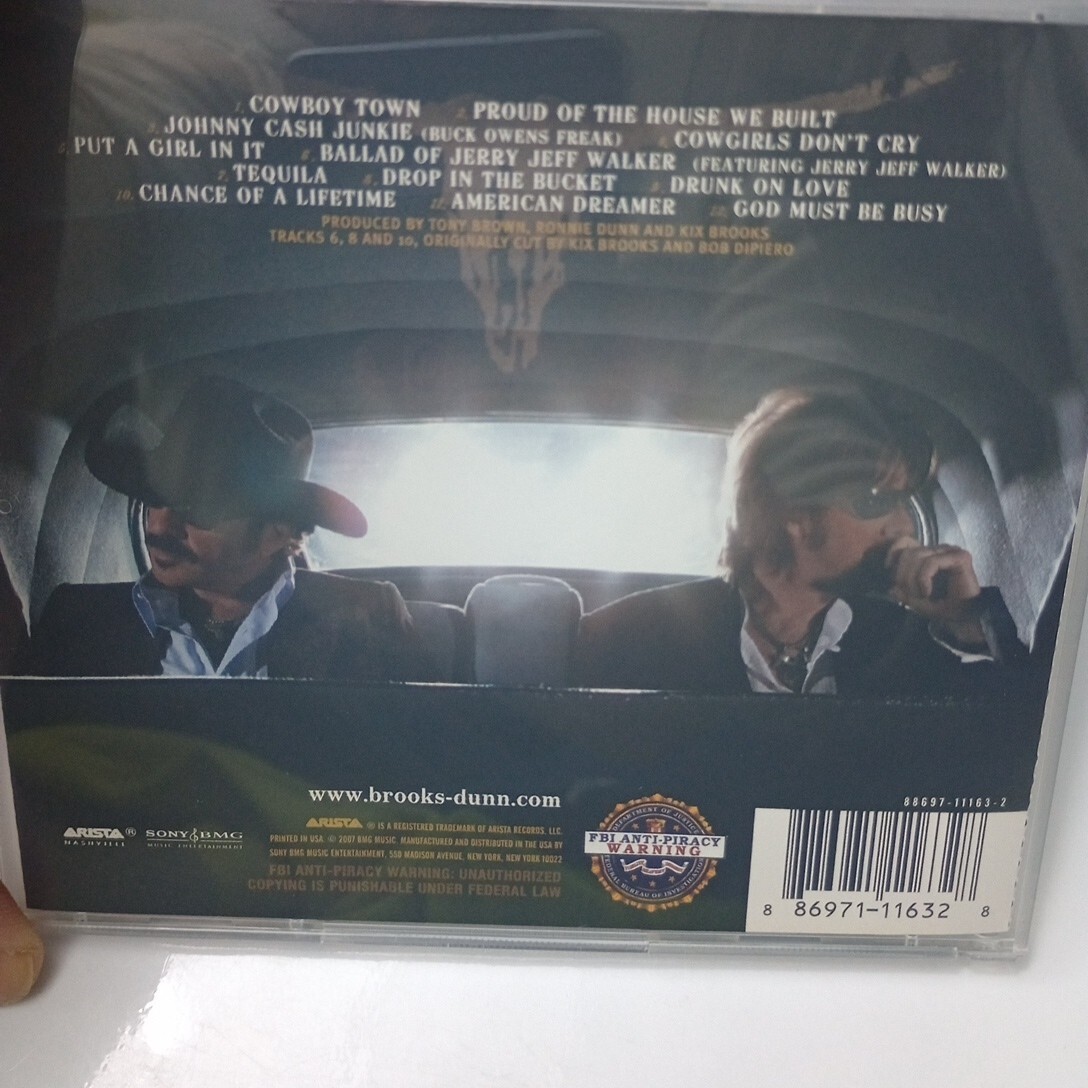 1. COWBOY TOWN 2. PROUD OF THE HOUSE WE BUILT
3. JOHNNY CASH JUNKIE (BUCK OWENS FREAK) 4. COWGIRLS DON'T CRY
5. PUT A GIRL IN IT 6. BALLAD OF JERRY JEFF WALKER (FEATURING JERRY JEFF WALKER)
7. TEQUILA 8. DROP IN THE BUCKET 9. DRUNK ON LOVE
10. CHANCE OF A LIFETIME 11. AMERICAN DREAMER 12. GOD MUST BE BUSY
PRODUCED BY TONY BROWN, RONNIE DUNN AND KIX BROOKS
TRACKS 6, 8 AND 10, ORIGINALLY CUT BY KIX BROOKS AND BOB DIPIERO
www.brooks-dunn.com
88697-11163-2
ARISTA®
NASHVILLE
SONY BMG
MUSIC ENTERTAINMENT
ARISTA ® IS A REGISTERED TRADEMARK OF ARISTA RECORDS, LLC.
PRINTED IN USA. © 2007 BMG MUSIC. MANUFACTURED AND DISTRIBUTED IN THE USA BY
SONY BMG MUSIC ENTERTAINMENT, 550 MADISON AVENUE, NEW YORK, NEW YORK 10022
FBI ANTI-PIRACY WARNING: UNAUTHORIZED
COPYING IS PUNISHABLE UNDER FEDERAL LAW
DEPARTMENT OF JUSTICE
FBI ANTI-PIRACY
WARNING
FEDERAL BUREAU OF INVESTIGATION
8 86971-11632 8